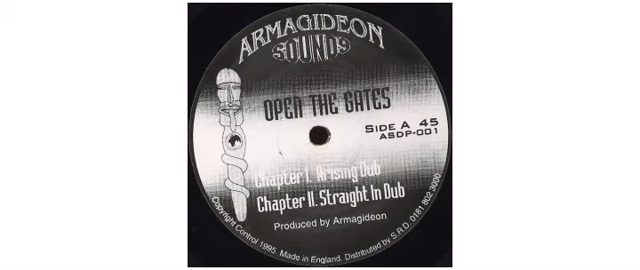 ARMAGIDEON
SOUNDS
OPEN THE GATES
SIDE A 45
ASDP-001
Chapter I. Arising Dub
Chapter II. Straight In Dub
Produced by Armagideon
Copyright Control 1995. Made in England. Distributed by S.R.D. 0181 802 3000.